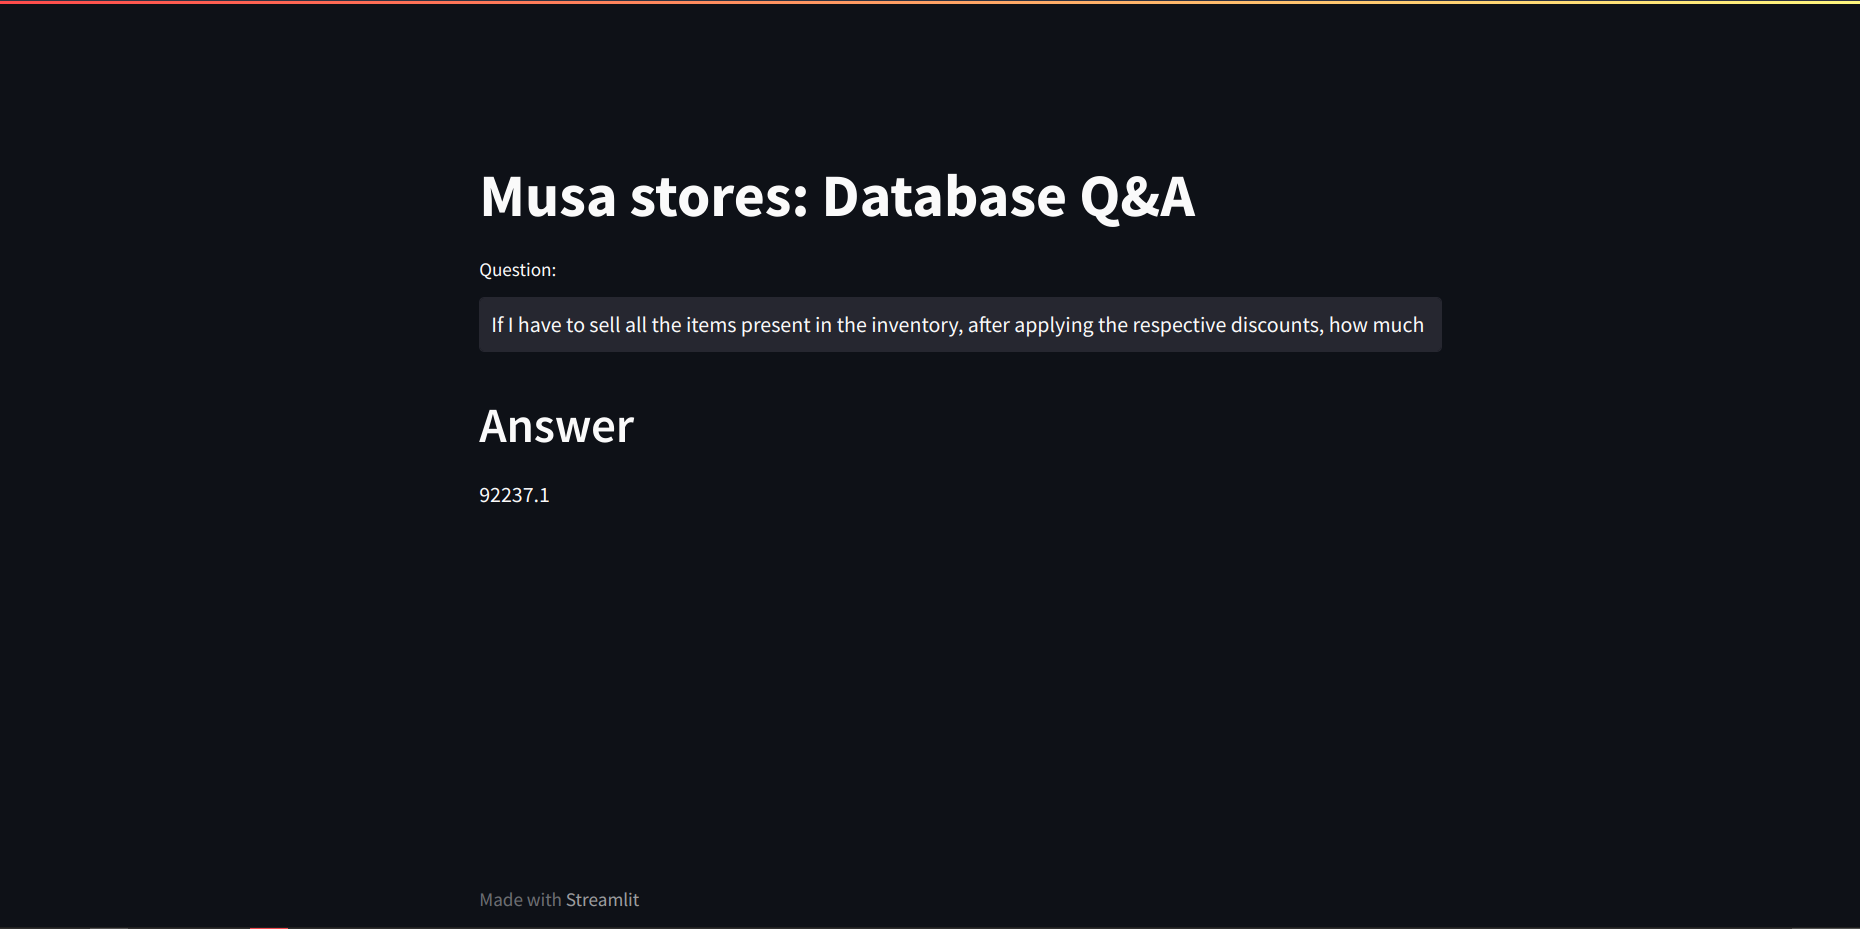 Musa stores: Database Q&A
Question:
If I have to sell all the items present in the inventory, after applying the respective discounts, how much
Answer
92237.1
Made with Streamlit